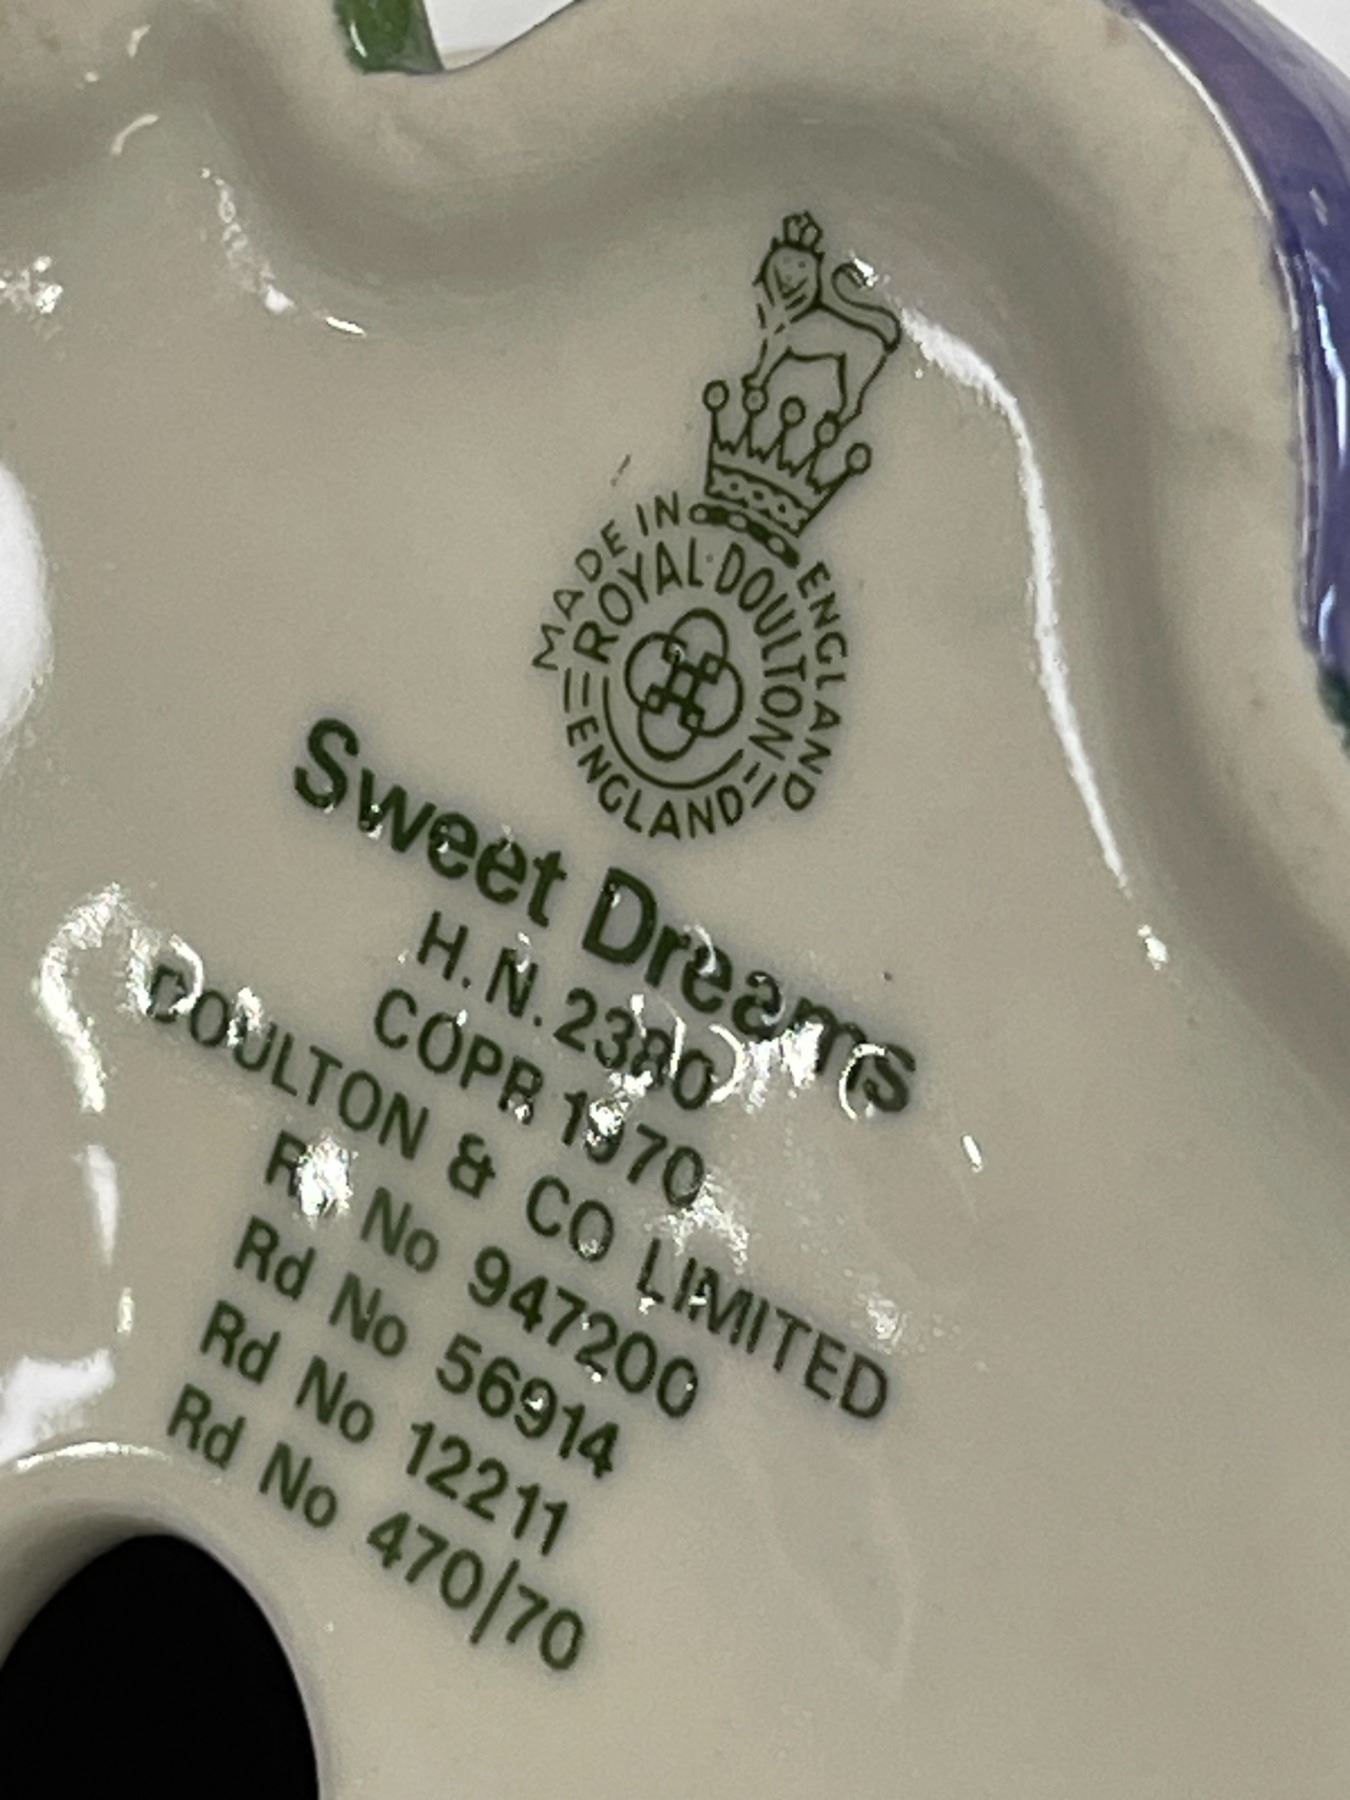 MADE IN ENGLAND
ROYAL·DOULTON
ENGLAND
Sweet Dreams
H.N. 2380
COPR 1970
DOULTON & CO LIMITED
Rd No 947200
Rd No 56914
Rd No 12211
Rd No 470/70